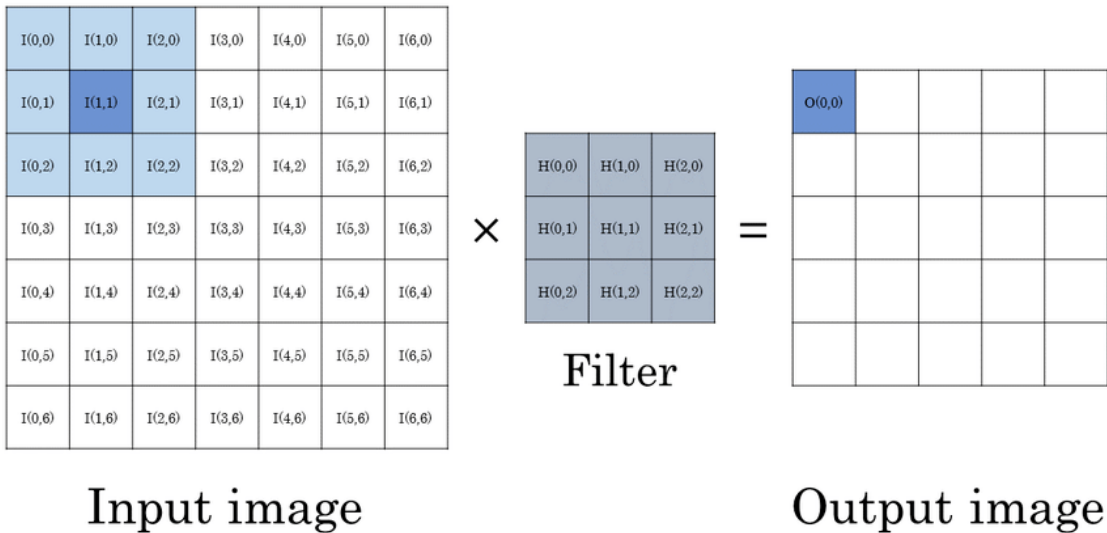 I(0,0) I(1,0) I(2,0) I(3,0) I(4,0) I(5,0) I(6,0)
I(0,1) I(1,1) I(2,1) I(3,1) I(4,1) I(5,1) I(6,1)
I(0,2) I(1,2) I(2,2) I(3,2) I(4,2) I(5,2) I(6,2)
I(0,3) I(1,3) I(2,3) I(3,3) I(4,3) I(5,3) I(6,3)
I(0,4) I(1,4) I(2,4) I(3,4) I(4,4) I(5,4) I(6,4)
I(0,5) I(1,5) I(2,5) I(3,5) I(4,5) I(5,5) I(6,5)
I(0,6) I(1,6) I(2,6) I(3,6) I(4,6) I(5,6) I(6,6)
Input image
×
H(0,0) H(1,0) H(2,0)
H(0,1) H(1,1) H(2,1)
H(0,2) H(1,2) H(2,2)
Filter
=
O(0,0)
Output image